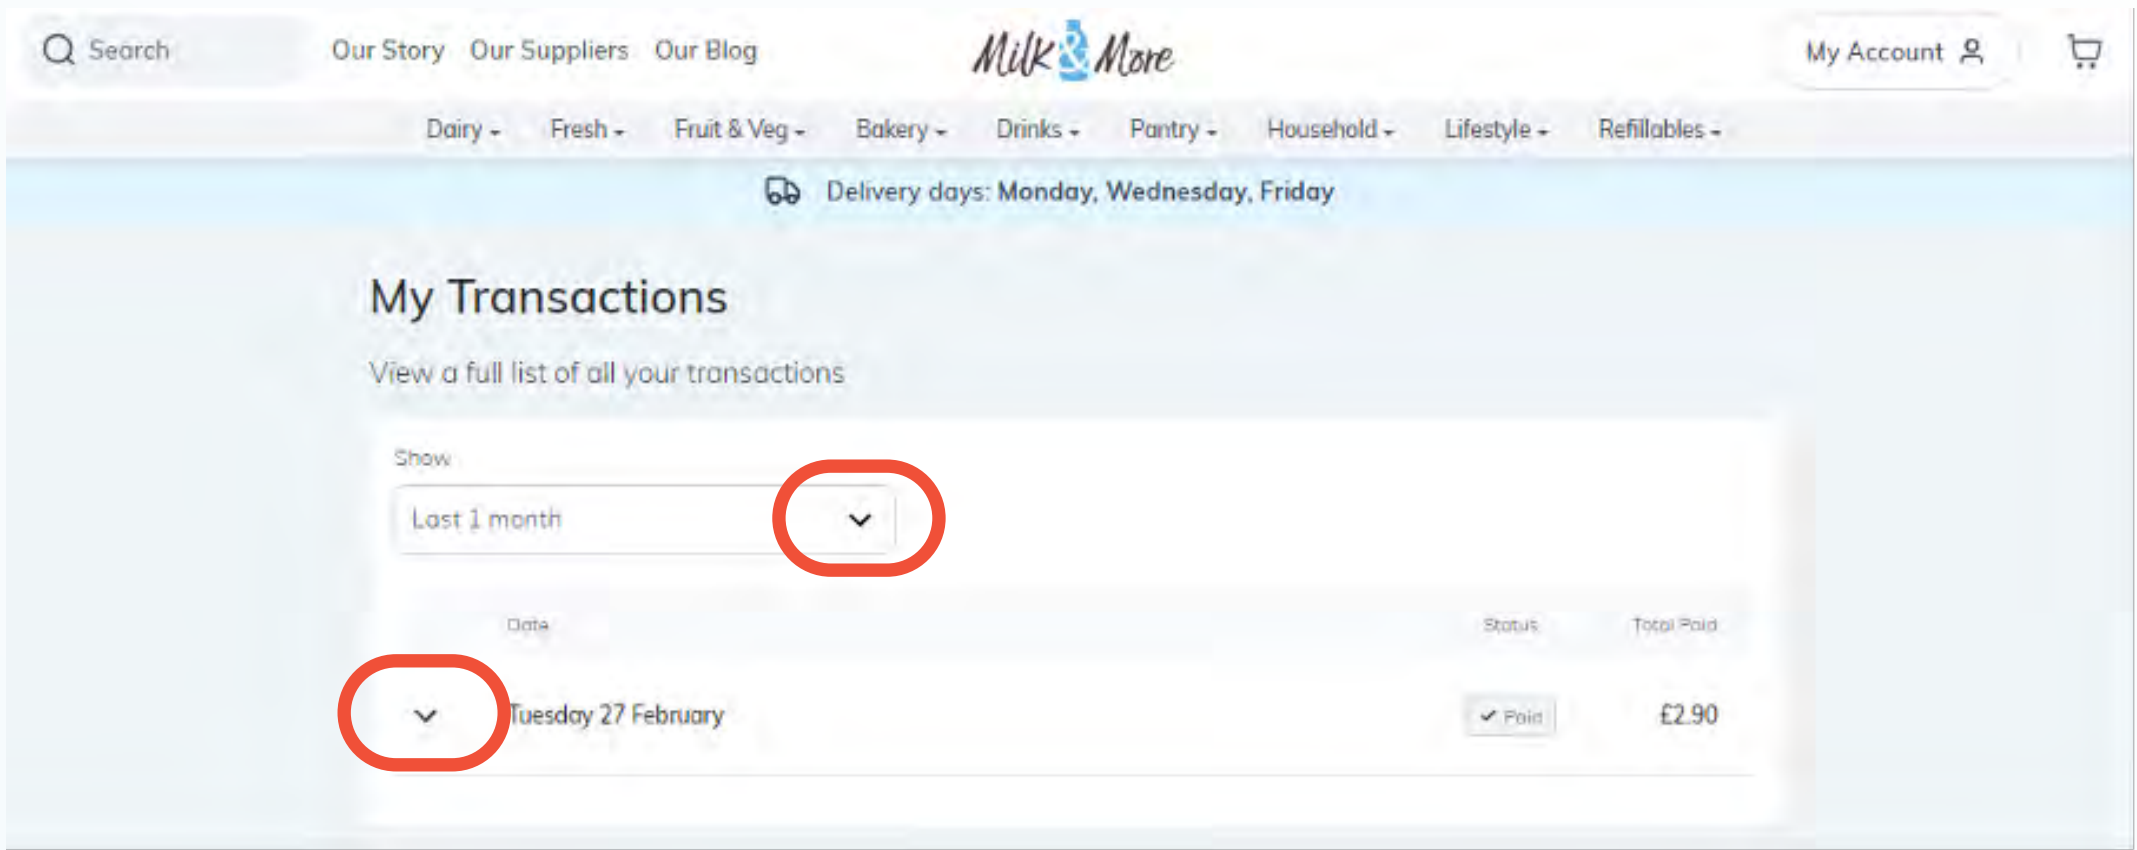 Search Our Story Our Suppliers Our Blog Milk & More My Account
Dairy Fresh Fruit & Veg Bakery Drinks Pantry Household Lifestyle Refillables
Delivery days: Monday, Wednesday, Friday
My Transactions
View a full list of all your transactions
Show
Last 1 month
Date Status Total Paid
Tuesday 27 February Paid £2.90